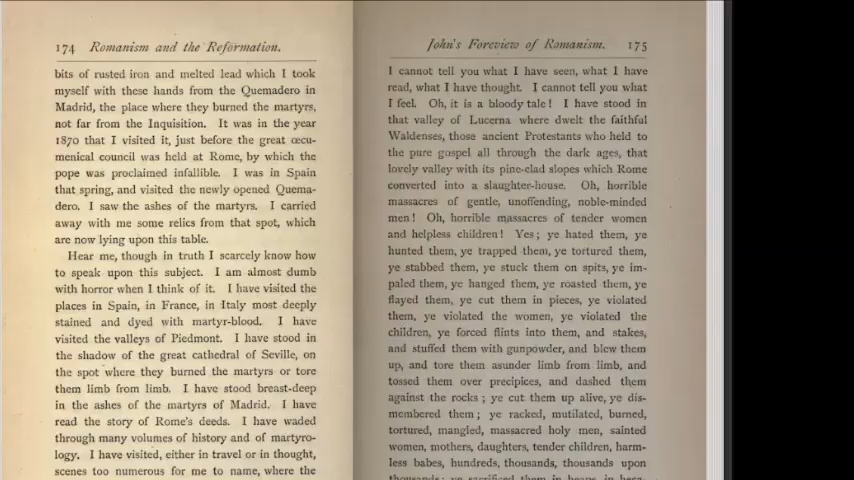 174 Romanism and the Reformation.
bits of rusted iron and melted lead which I took
myself with these hands from the Quemadero in
Madrid, the place where they burned the martyrs,
not far from the Inquisition. It was in the year
1870 that I visited it, just before the great œcu-
menical council was held at Rome, by which the
pope was proclaimed infallible. I was in Spain
that spring, and visited the newly opened Quema-
dero. I saw the ashes of the martyrs. I carried
away with me some relics from that spot, which
are now lying upon this table.
Hear me, though in truth I scarcely know how
to speak upon this subject. I am almost dumb
with horror when I think of it. I have visited the
places in Spain, in France, in Italy most deeply
stained and dyed with martyr-blood. I have
visited the valleys of Piedmont. I have stood in
the shadow of the great cathedral of Seville, on
the spot where they burned the martyrs or tore
them limb from limb. I have stood breast-deep
in the ashes of the martyrs of Madrid. I have
read the story of Rome's deeds. I have waded
through many volumes of history and of martyro-
logy. I have visited, either in travel or in thought,
scenes too numerous for me to name, where the
John's Foreview of Romanism. 175
I cannot tell you what I have seen, what I have
read, what I have thought. I cannot tell you what
I feel. Oh, it is a bloody tale! I have stood in
that valley of Lucerna where dwelt the faithful
Waldenses, those ancient Protestants who held to
the pure gospel all through the dark ages, that
lovely valley with its pine-clad slopes which Rome
converted into a slaughter-house. Oh, horrible
massacres of gentle, unoffending, noble-minded
men! Oh, horrible massacres of tender women
and helpless children! Yes; ye hated them, ye
hunted them, ye trapped them, ye tortured them,
ye stabbed them, ye stuck them on spits, ye im-
paled them, ye hanged them, ye roasted them, ye
flayed them, ye cut them in pieces, ye violated
them, ye violated the women, ye violated the
children, ye forced flints into them, and stakes,
and stuffed them with gunpowder, and blew them
up, and tore them asunder limb from limb, and
tossed them over precipices, and dashed them
against the rocks; ye cut them up alive, ye dis-
membered them; ye racked, mutilated, burned,
tortured, mangled, massacred holy men, sainted
women, mothers, daughters, tender children, harm-
less babes, hundreds, thousands, thousands upon
thousands; ye sacrificed them in heaps, in heca-